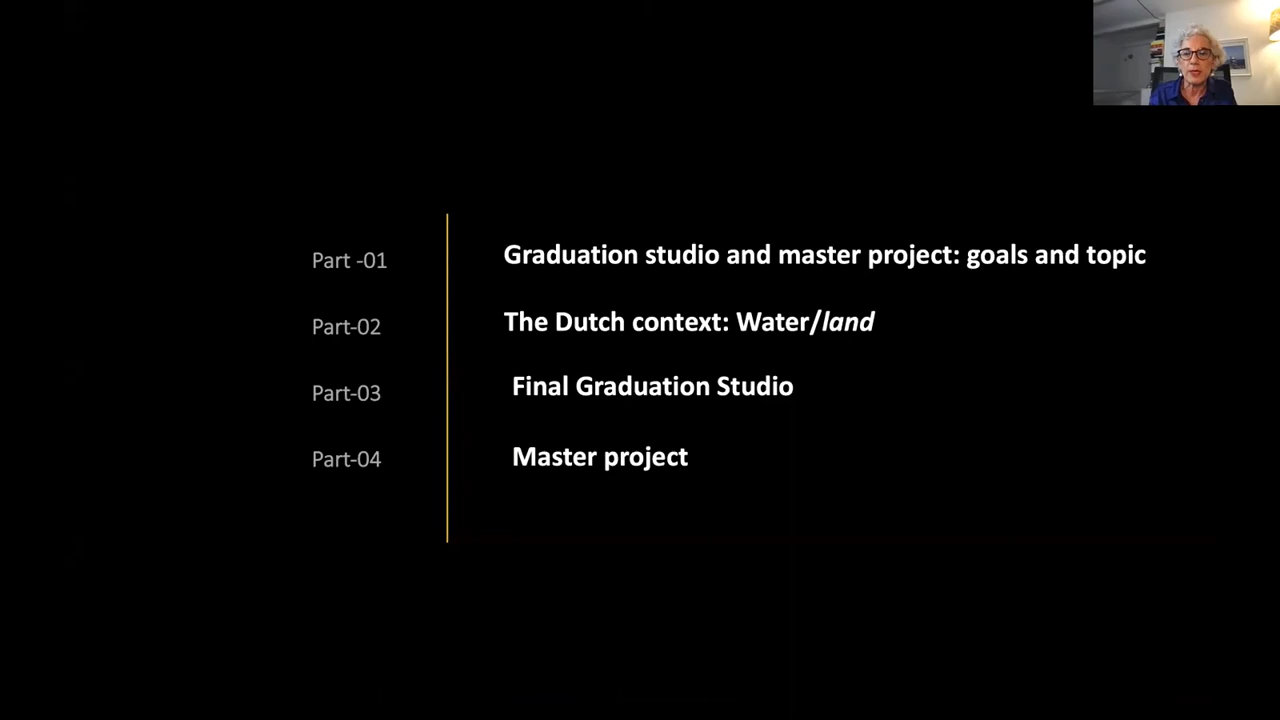 Part -01 Graduation studio and master project: goals and topic
Part-02 The Dutch context: Water/land
Part-03 Final Graduation Studio
Part-04 Master project